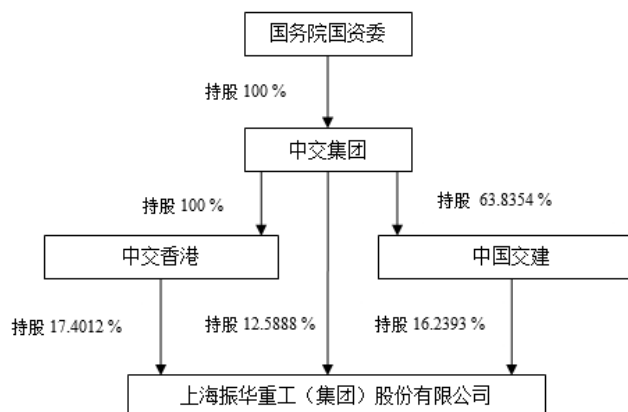 国务院国资委
持股 100 %
中交集团
持股 100 %
持股 63.8354 %
中交香港
中国交建
持股 17.4012 %
持股 12.5888 %
持股 16.2393 %
上海振华重工（集团）股份有限公司